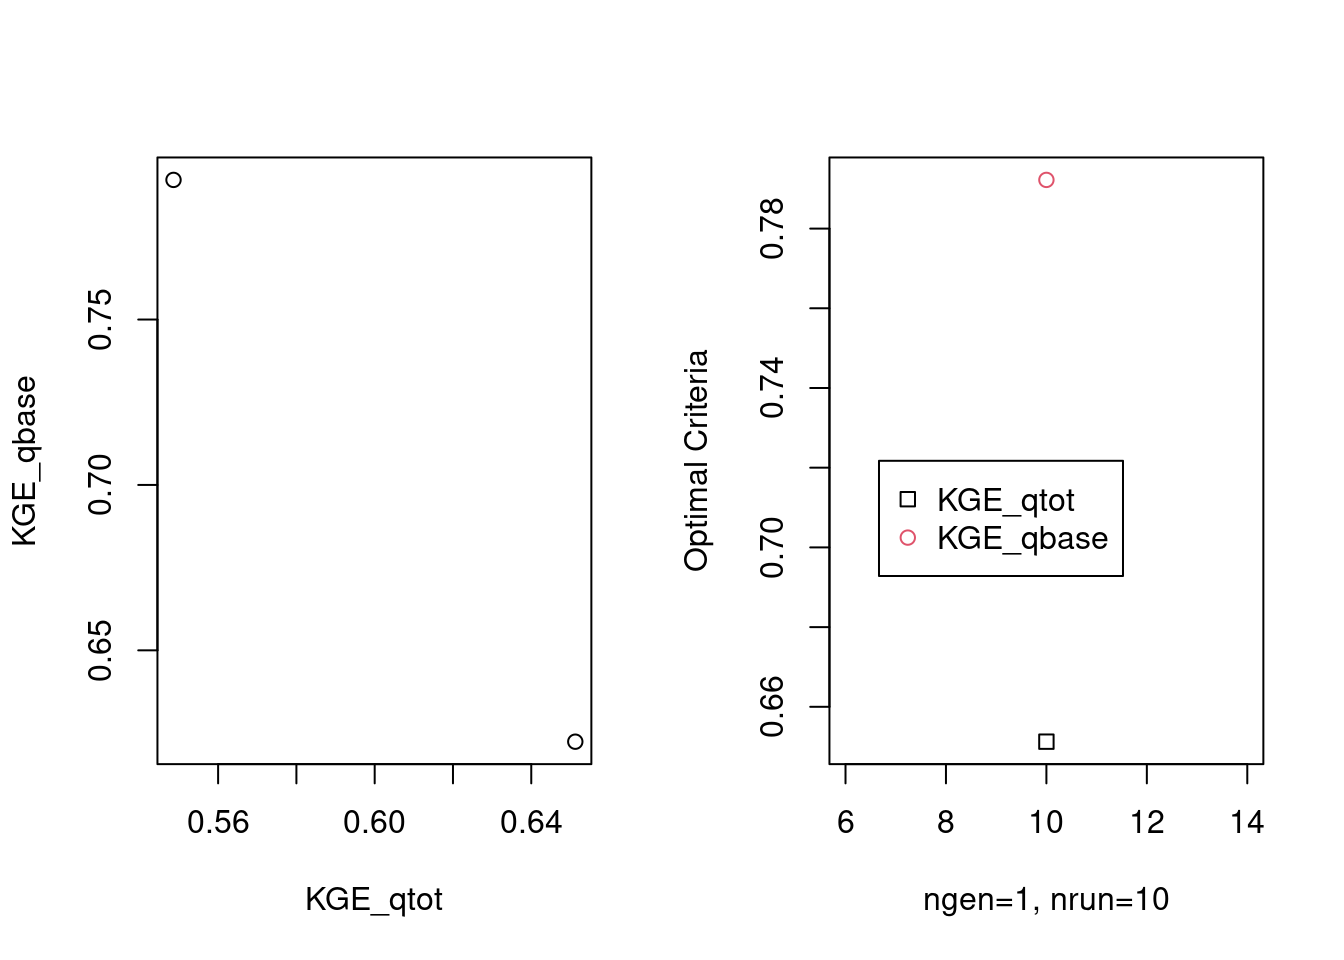 KGE_qbase
0.75
0.70
0.65
0.56
0.60
0.64
KGE_qtot
Optimal Criteria
0.78
0.74
0.70
0.66
KGE_qtot
KGE_qbase
6
8
10
12
14
ngen=1, nrun=10